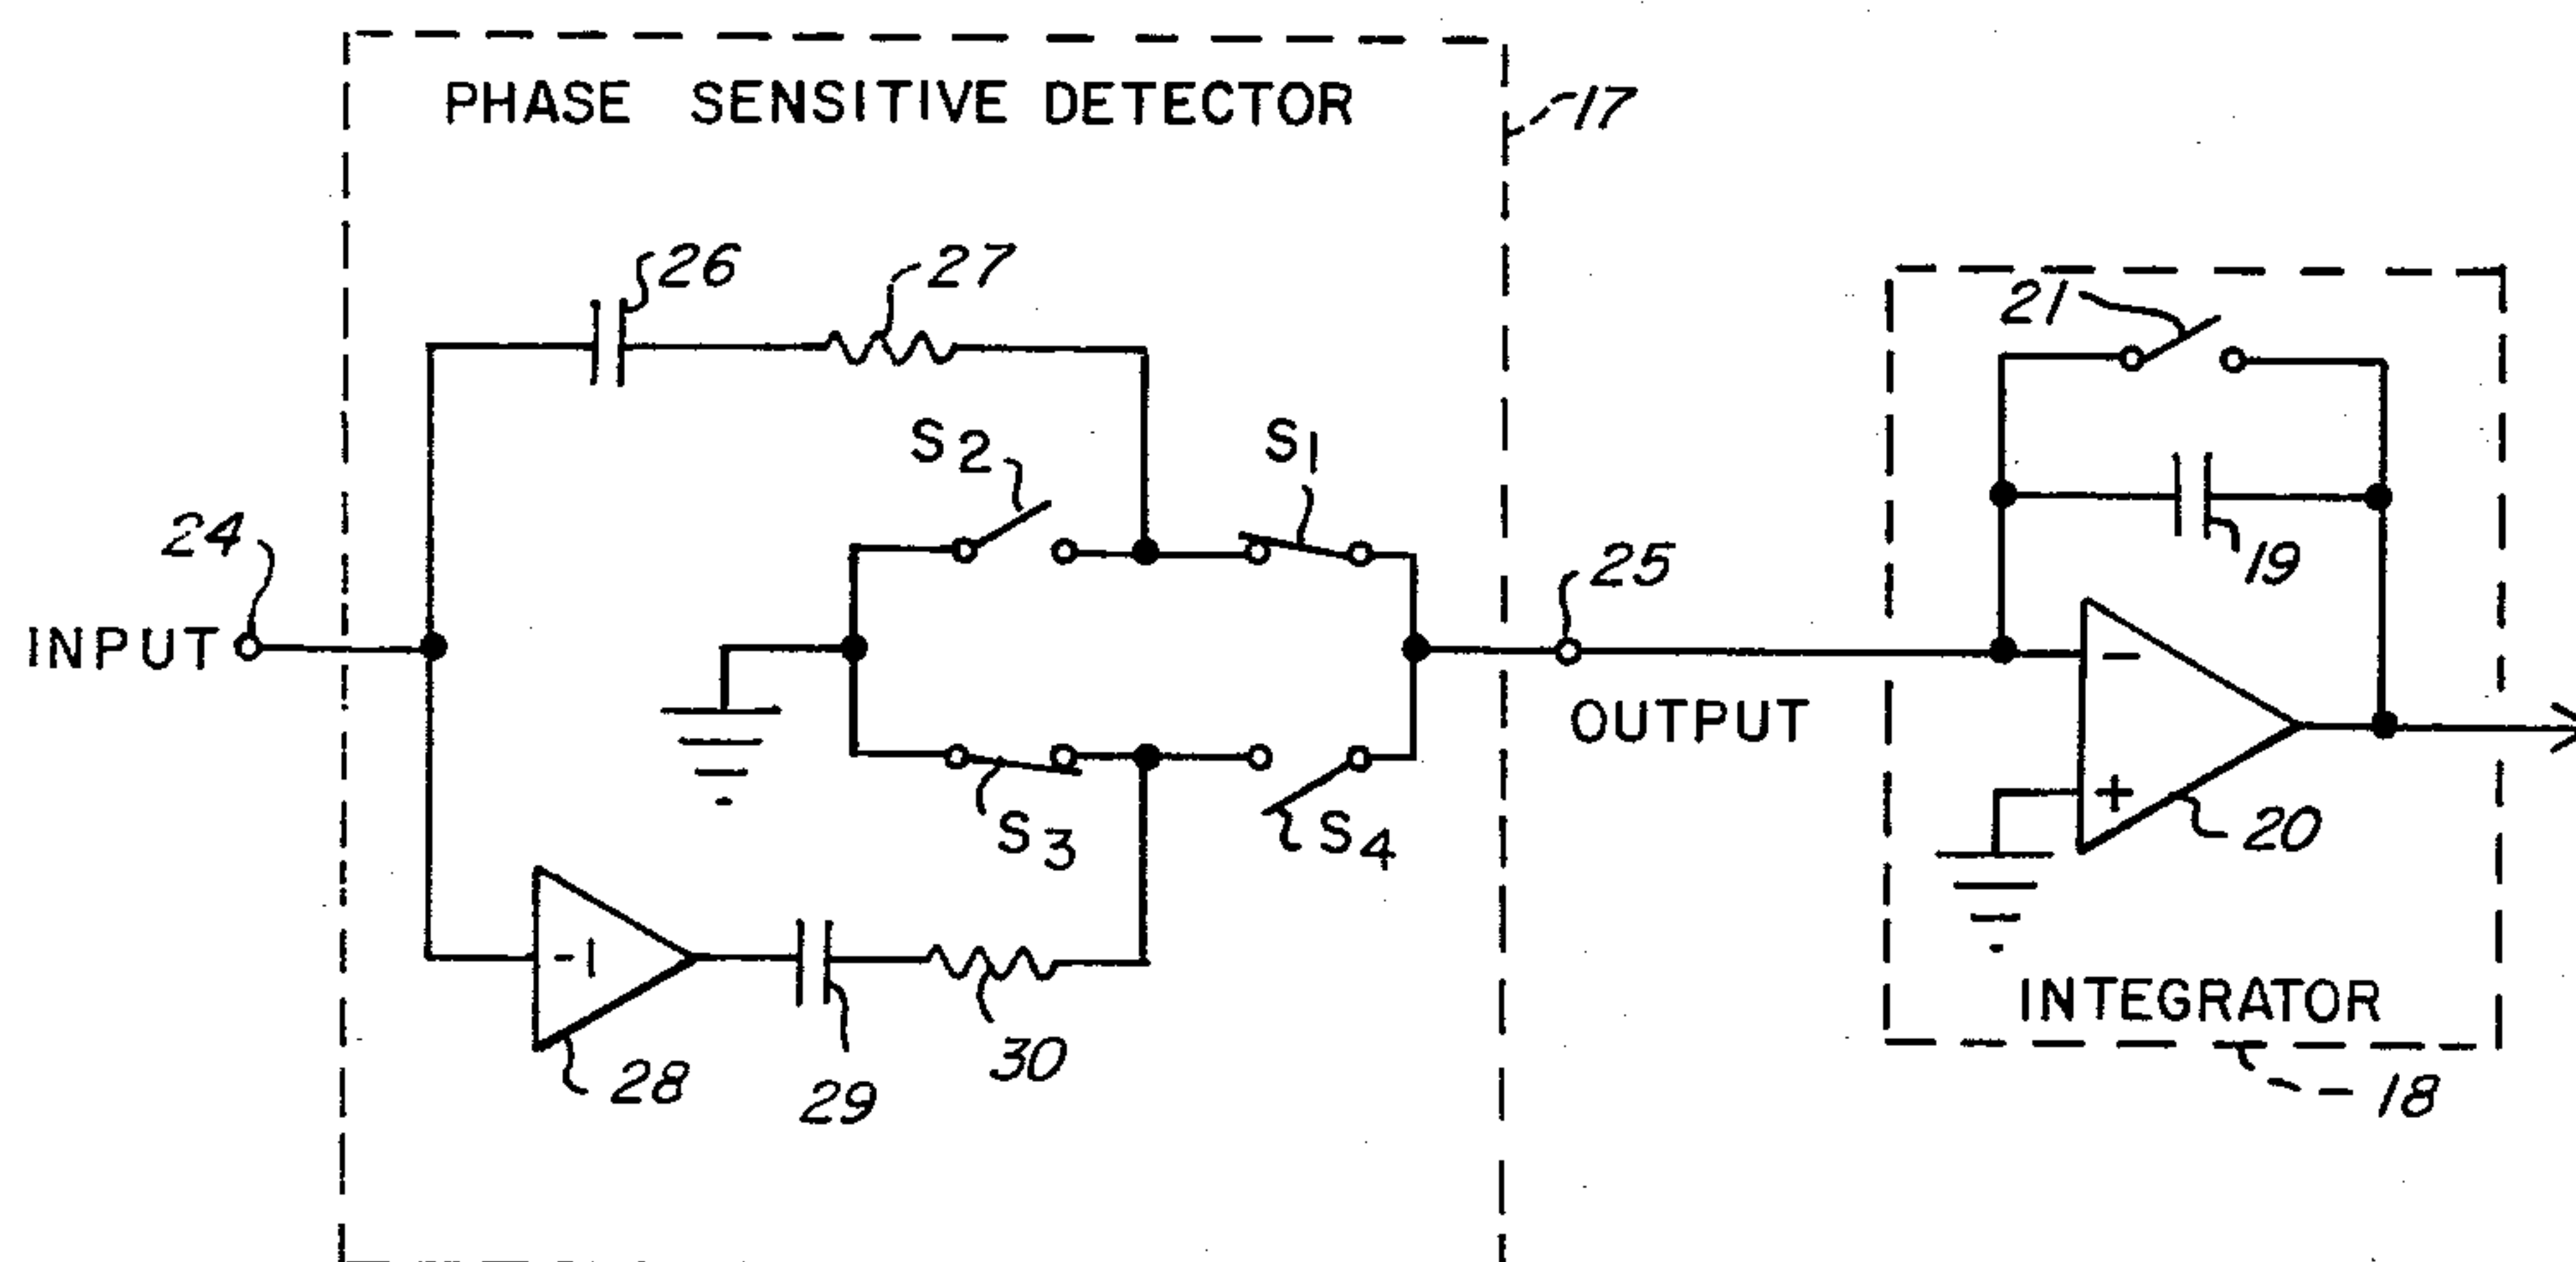 PHASE SENSITIVE DETECTOR
17
26
27
21
S2
S1
24
25
19
INPUT
-
OUTPUT
+
S3
S4
20
-1
INTEGRATOR
28
29
30
18